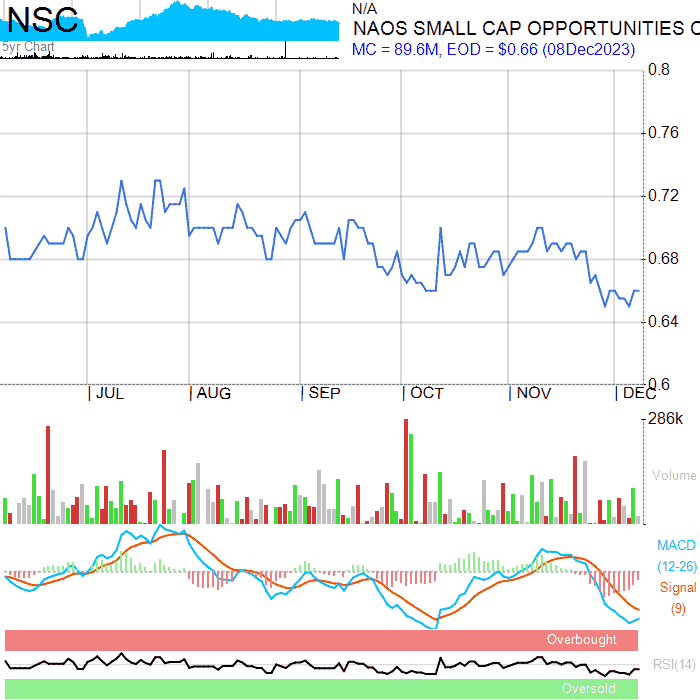 NSC
5yr Chart
N/A
NAOS SMALL CAP OPPORTUNITIES C
MC = 89.6M, EOD = $0.66 (08Dec2023)
0.8
0.76
0.72
0.68
0.64
0.6
JUL AUG SEP OCT NOV DEC
286k
Volume
MACD
(12-26)
Signal
(9)
Overbought
RSI(14)
Oversold